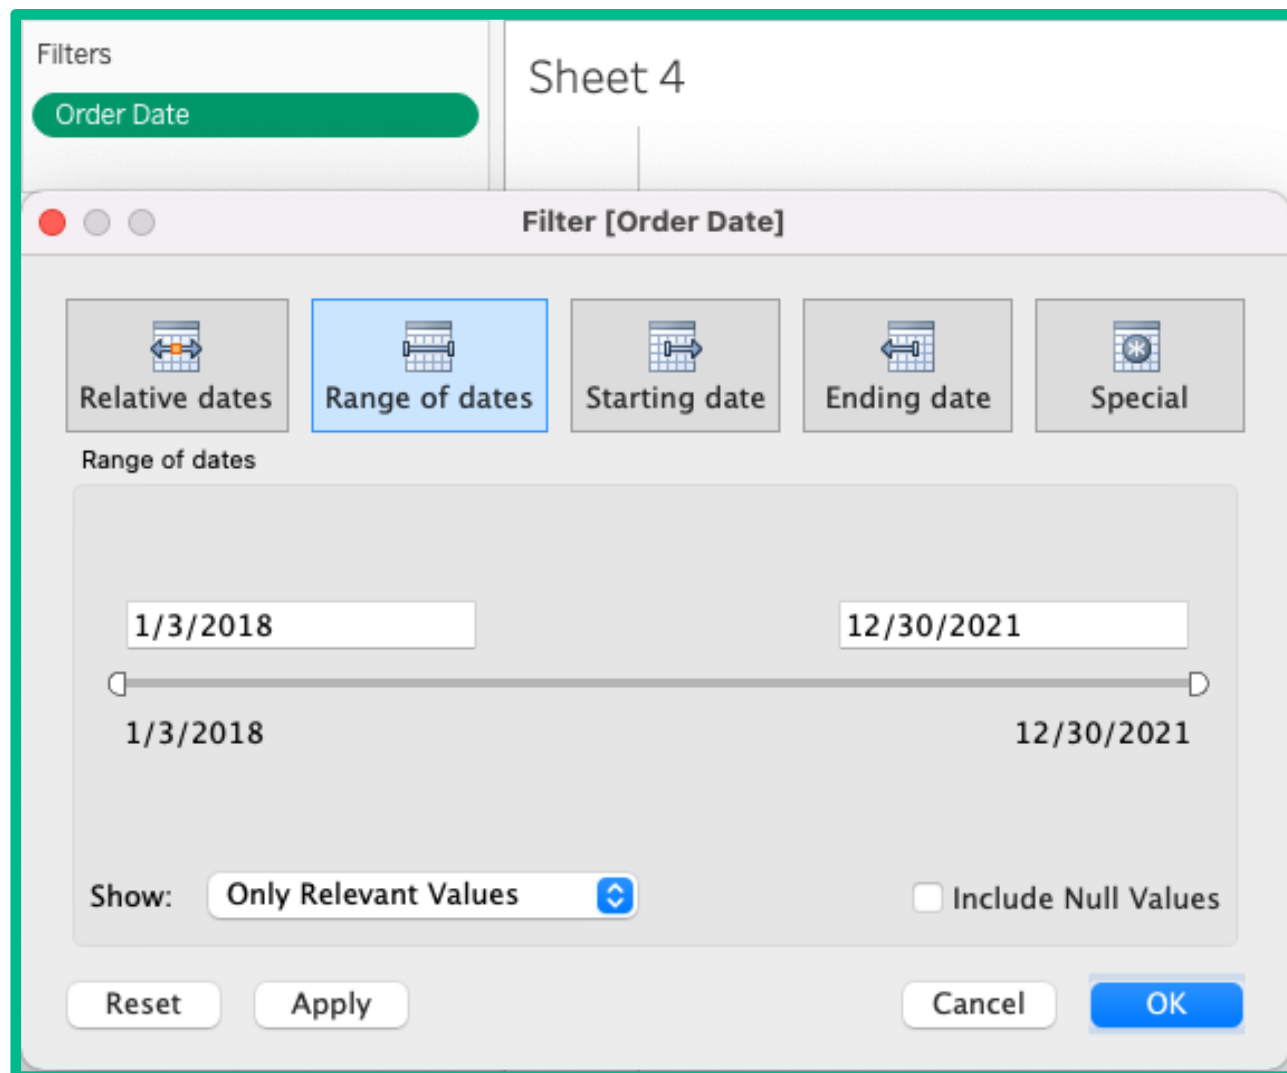 Filters
Order Date
Sheet 4
Filter [Order Date]
Relative dates
Range of dates
Starting date
Ending date
Special
Range of dates
1/3/2018
12/30/2021
1/3/2018
12/30/2021
Show:
Only Relevant Values
Include Null Values
Reset
Apply
Cancel
OK